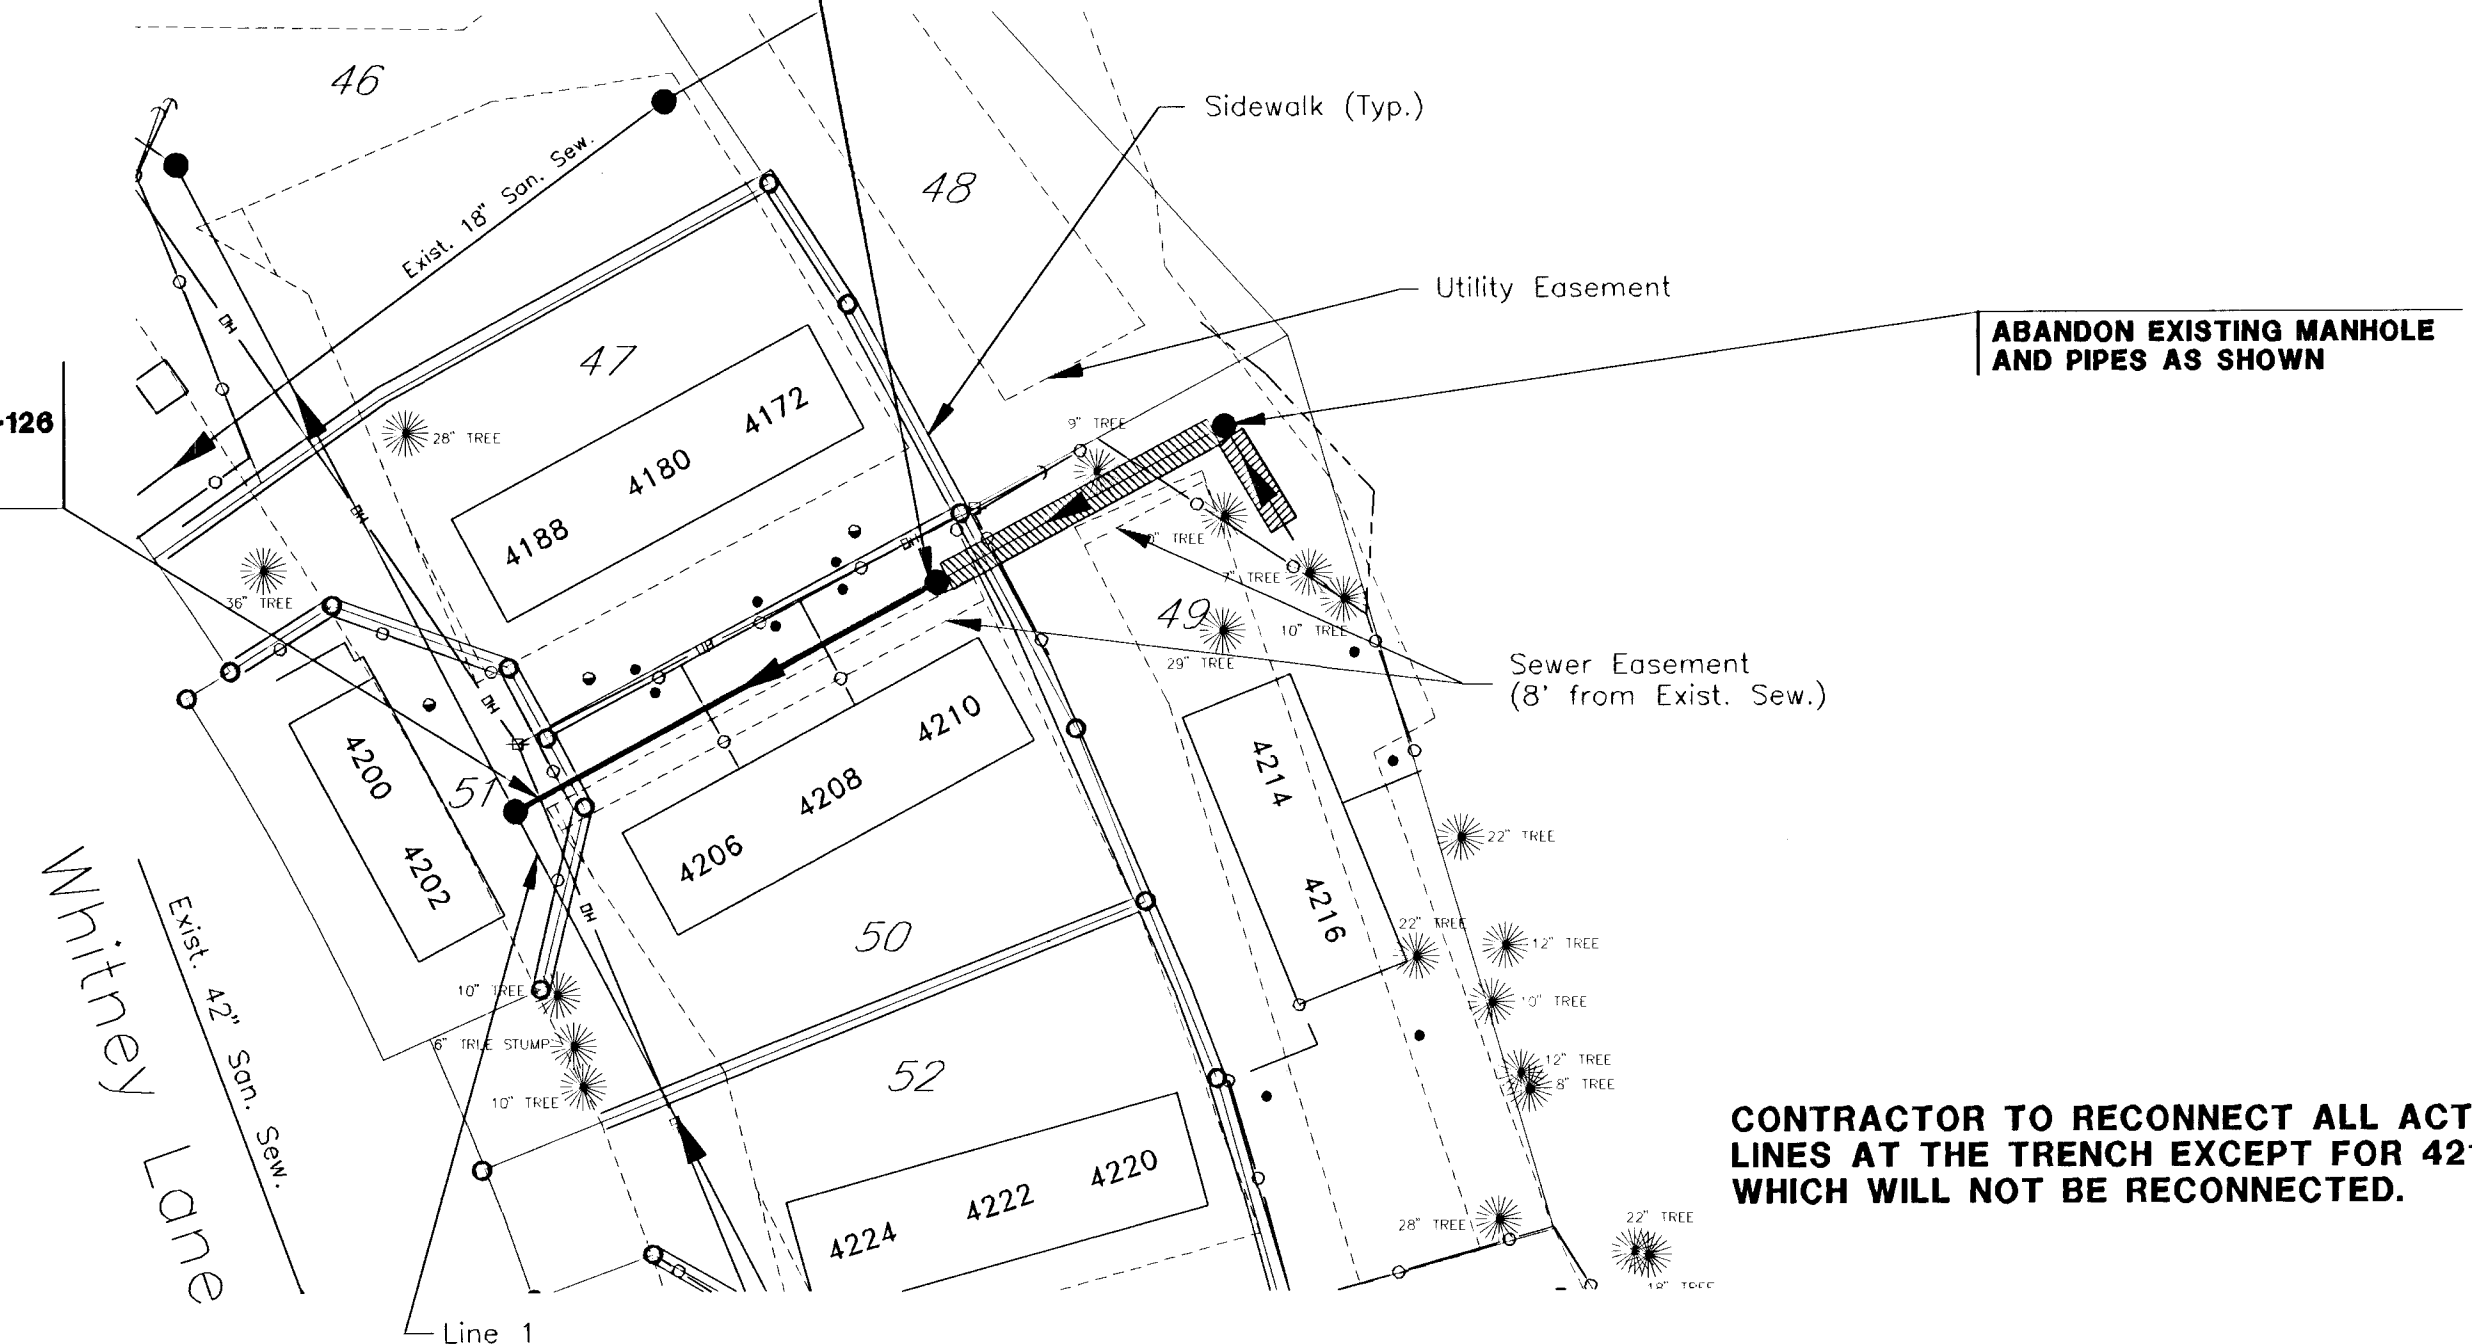 46
Exist. 18" San. Sew.
48
Sidewalk (Typ.)
Utility Easement
ABANDON EXISTING MANHOLE
AND PIPES AS SHOWN
-126
47
4172
4180
4188
28" TREE
9" TREE
36" TREE
7" TREE
10" TREE
49
29" TREE
Sewer Easement
(8' from Exist. Sew.)
4200
4202
51
4210
4208
4206
4214
4216
22" TREE
22" TREE
12" TREE
10" TREE
12" TREE
8" TREE
50
Whitney Lane
Exist. 42" San. Sew.
10" TREE
6" TREE STUMP
10" TREE
52
4220
4222
4224
28" TREE
22" TREE
18" TREE
CONTRACTOR TO RECONNECT ALL ACT
LINES AT THE TRENCH EXCEPT FOR 42
WHICH WILL NOT BE RECONNECTED.
Line 1